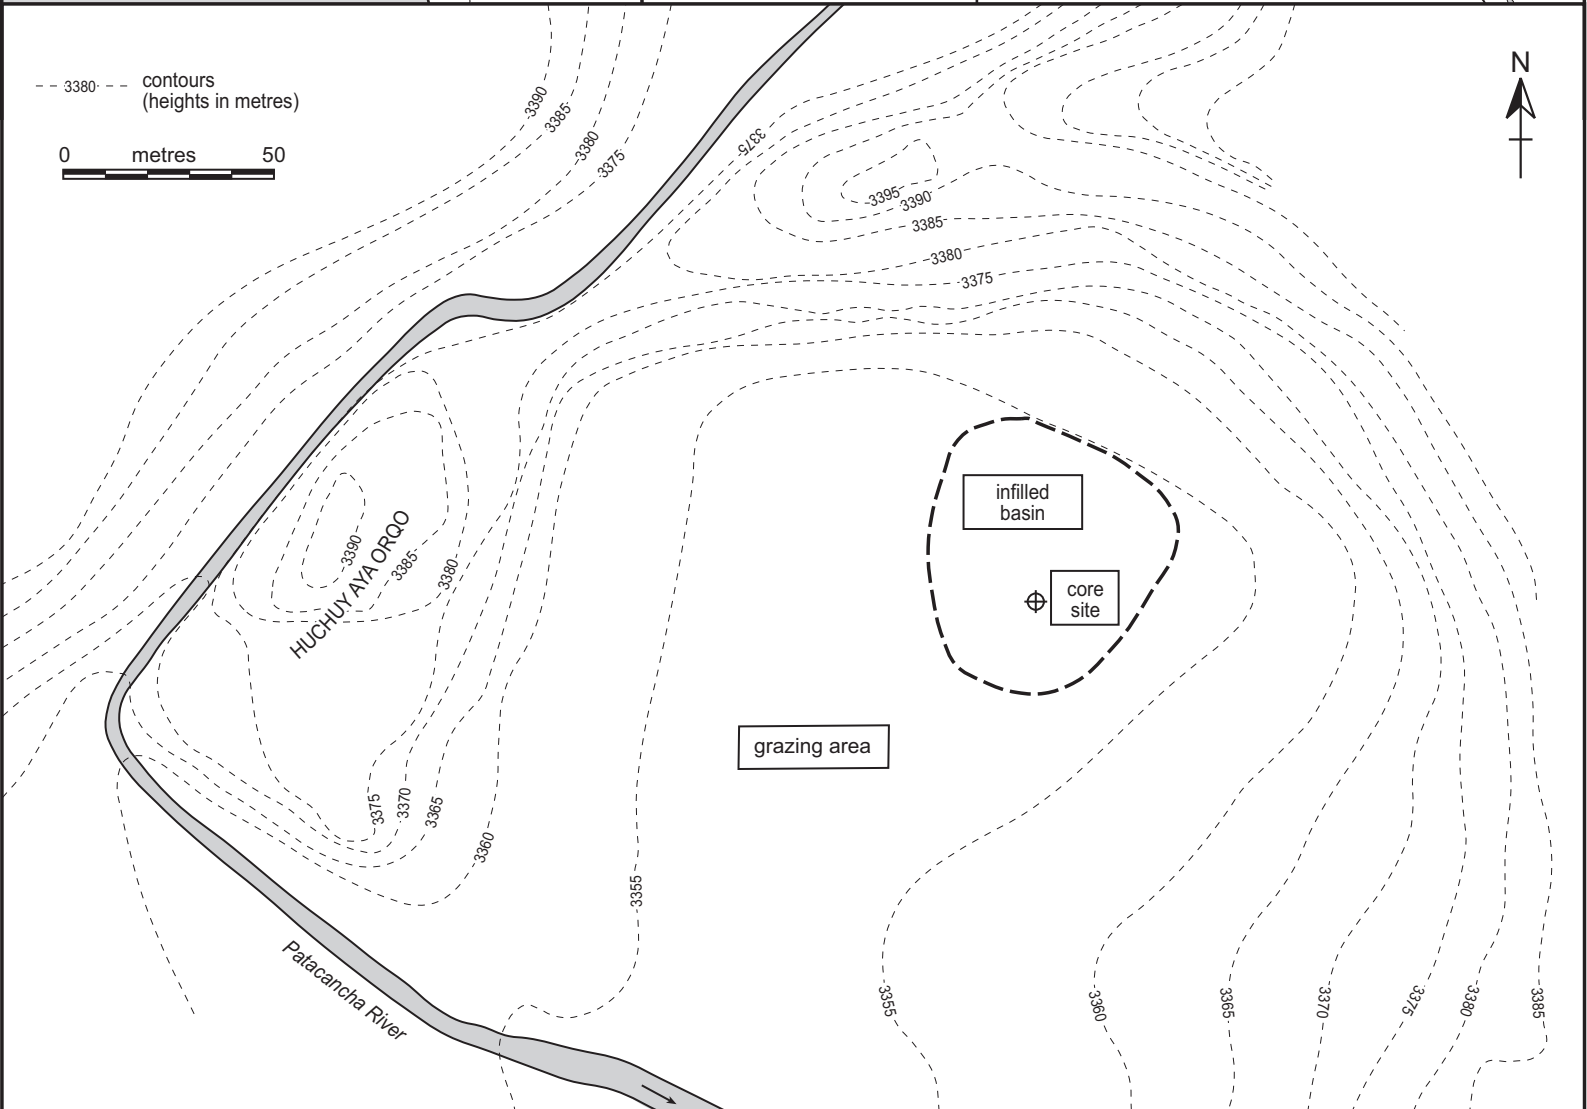 N
3380
contours
(heights in metres)
0 metres 50
3390
3385
3380
3375
3375
3395
3390
3385
3380
3375
infilled
basin
core
site
HUCHUY AYA ORQO
3390
3385
3380
grazing area
3375
3370
3365
3360
3355
Patacancha River
3355
3360
3365
3370
3375
3380
3385